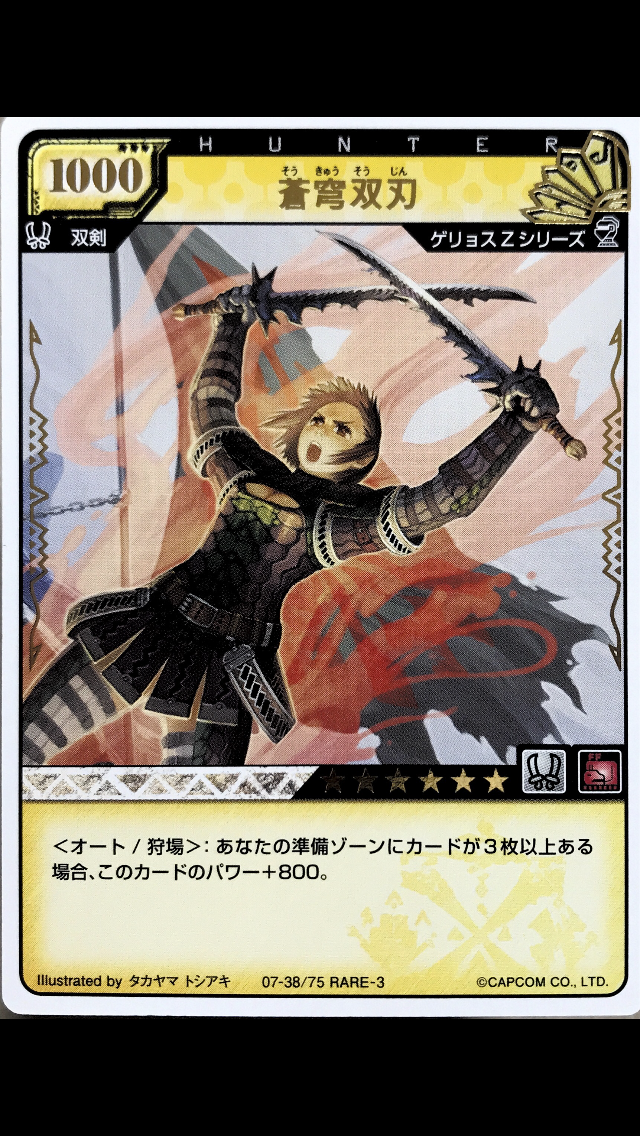 HUNTER
1000
そう きゅう そう じん
蒼穹双刃
双剣
ゲリョスZシリーズ
<オート / 狩場>：あなたの準備ゾーンにカードが3枚以上ある
場合、このカードのパワー+800。
Illustrated by タカヤマ トシアキ
07-38/75 RARE-3
©CAPCOM CO., LTD.